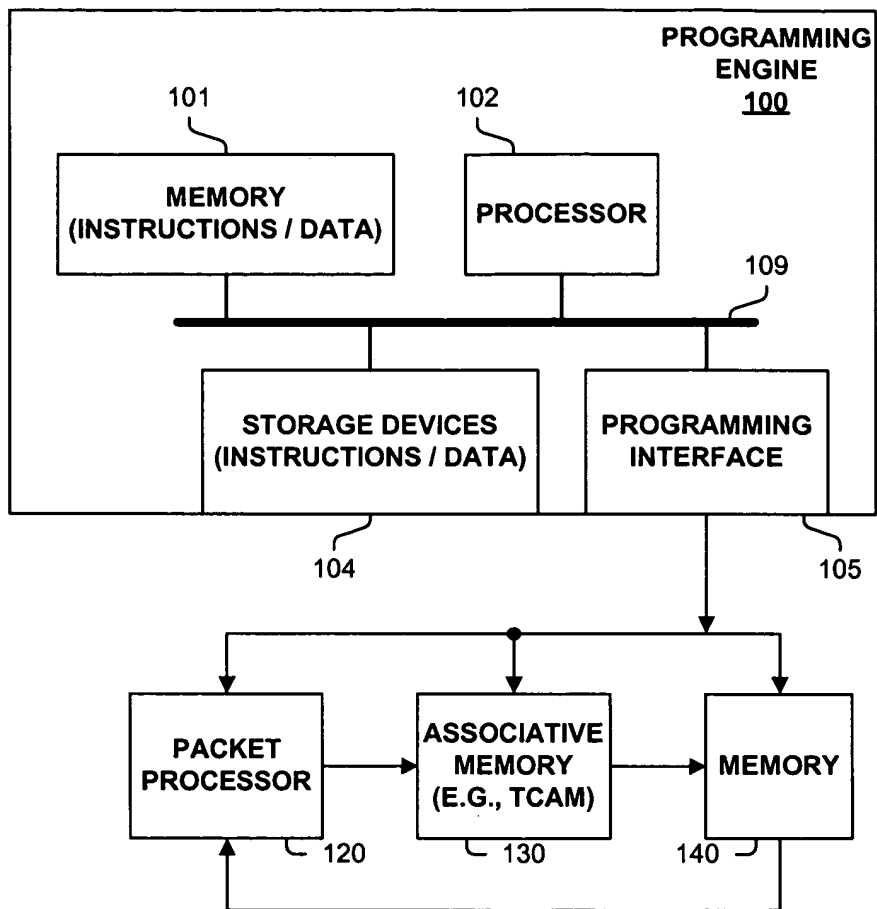 PROGRAMMING
ENGINE
100
101
102
MEMORY
(INSTRUCTIONS / DATA)
PROCESSOR
109
STORAGE DEVICES
(INSTRUCTIONS / DATA)
PROGRAMMING
INTERFACE
104
105
PACKET
PROCESSOR
ASSOCIATIVE
MEMORY
(E.G., TCAM)
MEMORY
120
130
140